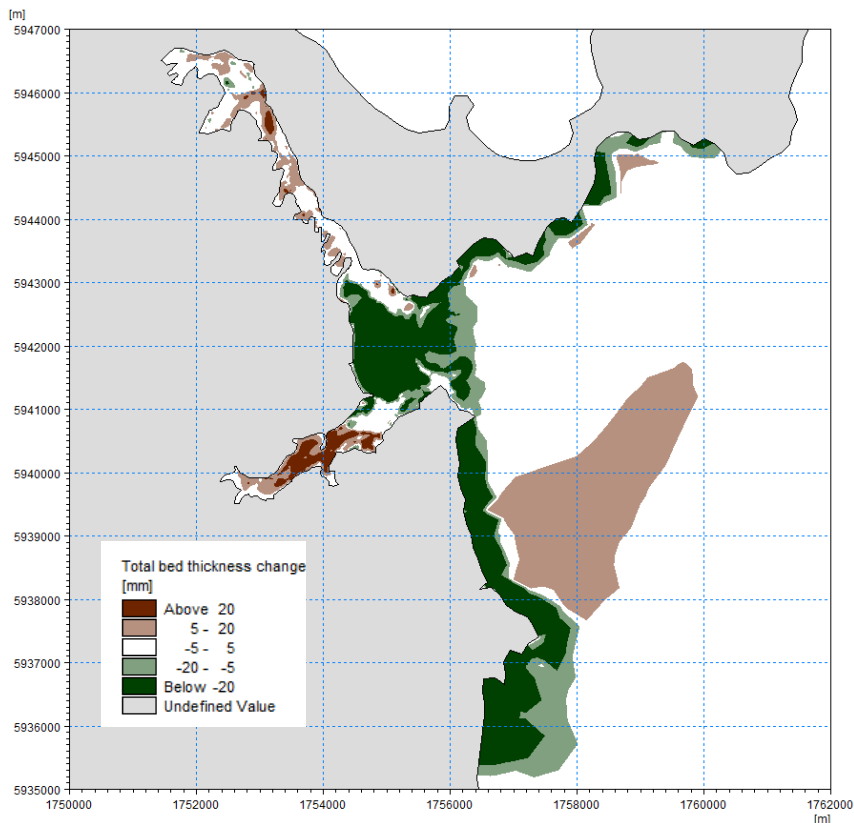 [m]
5947000
5946000
5945000
5944000
5943000
5942000
5941000
5940000
5939000
5938000
5937000
5936000
5935000
Total bed thickness change
[mm]
Above 20
5 - 20
-5 - 5
-20 - -5
Below -20
Undefined Value
1750000 1752000 1754000 1756000 1758000 1760000 1762000
[m]